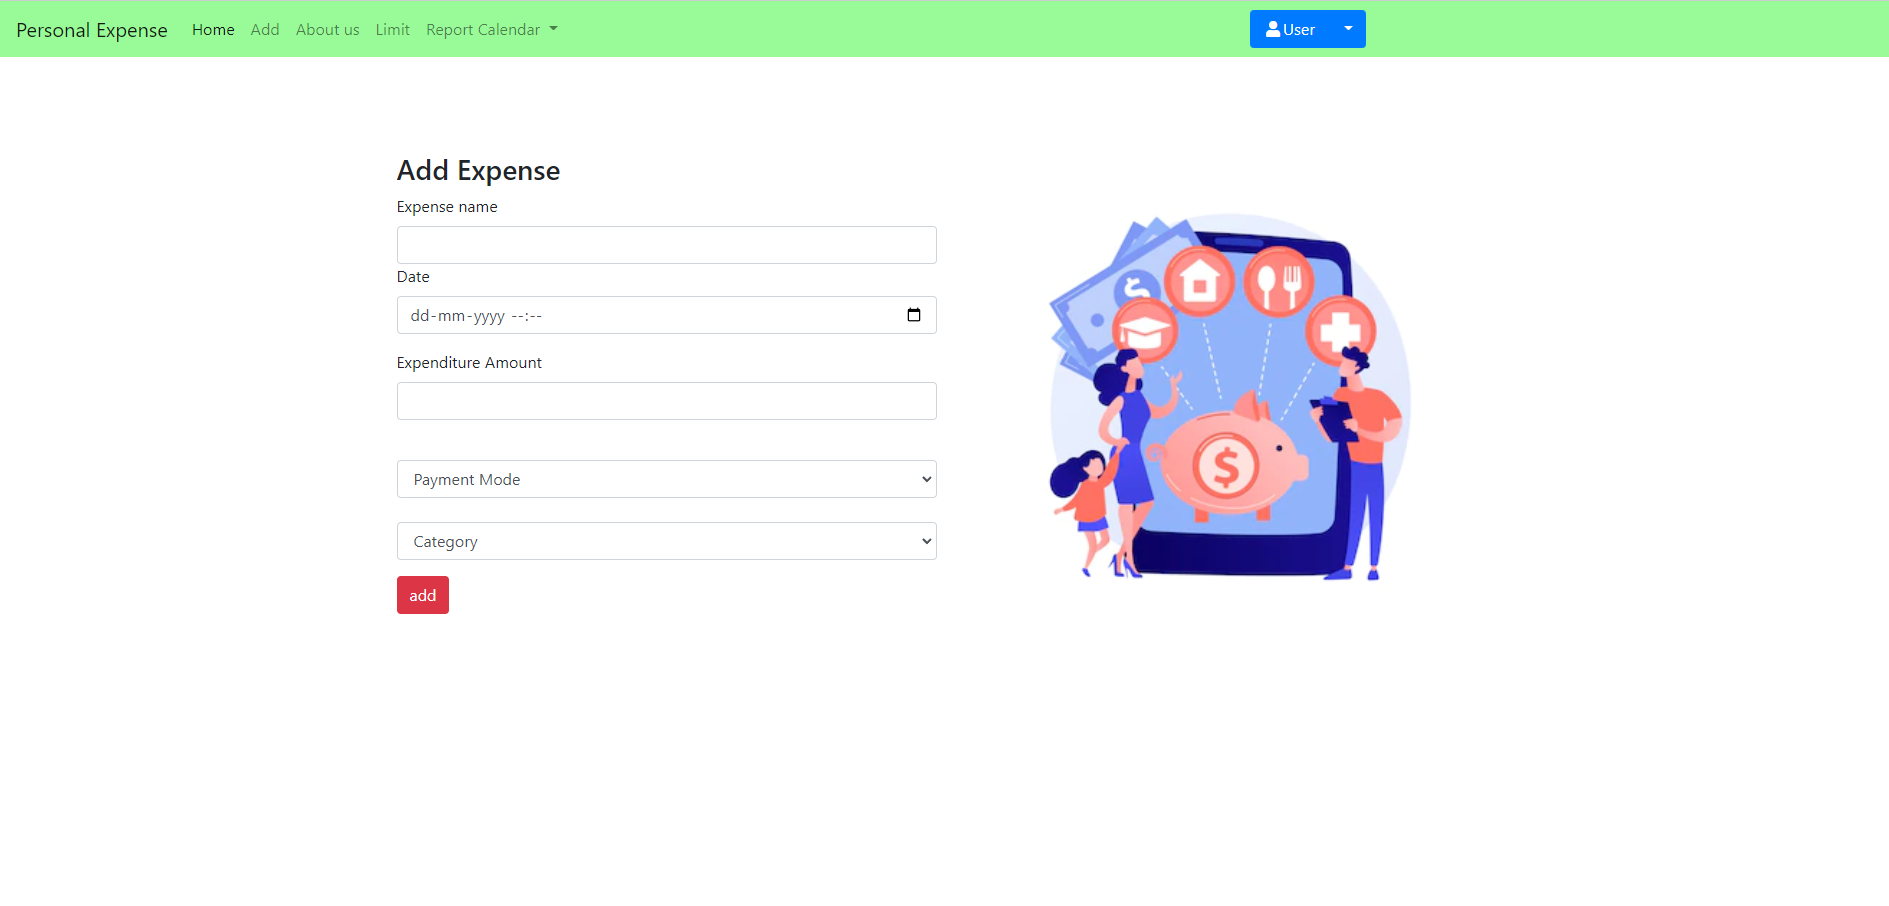 Personal Expense Home Add About us Limit Report Calendar User
Add Expense
Expense name
Date
dd-mm-yyyy --:--
Expenditure Amount
Payment Mode
Category
add
$